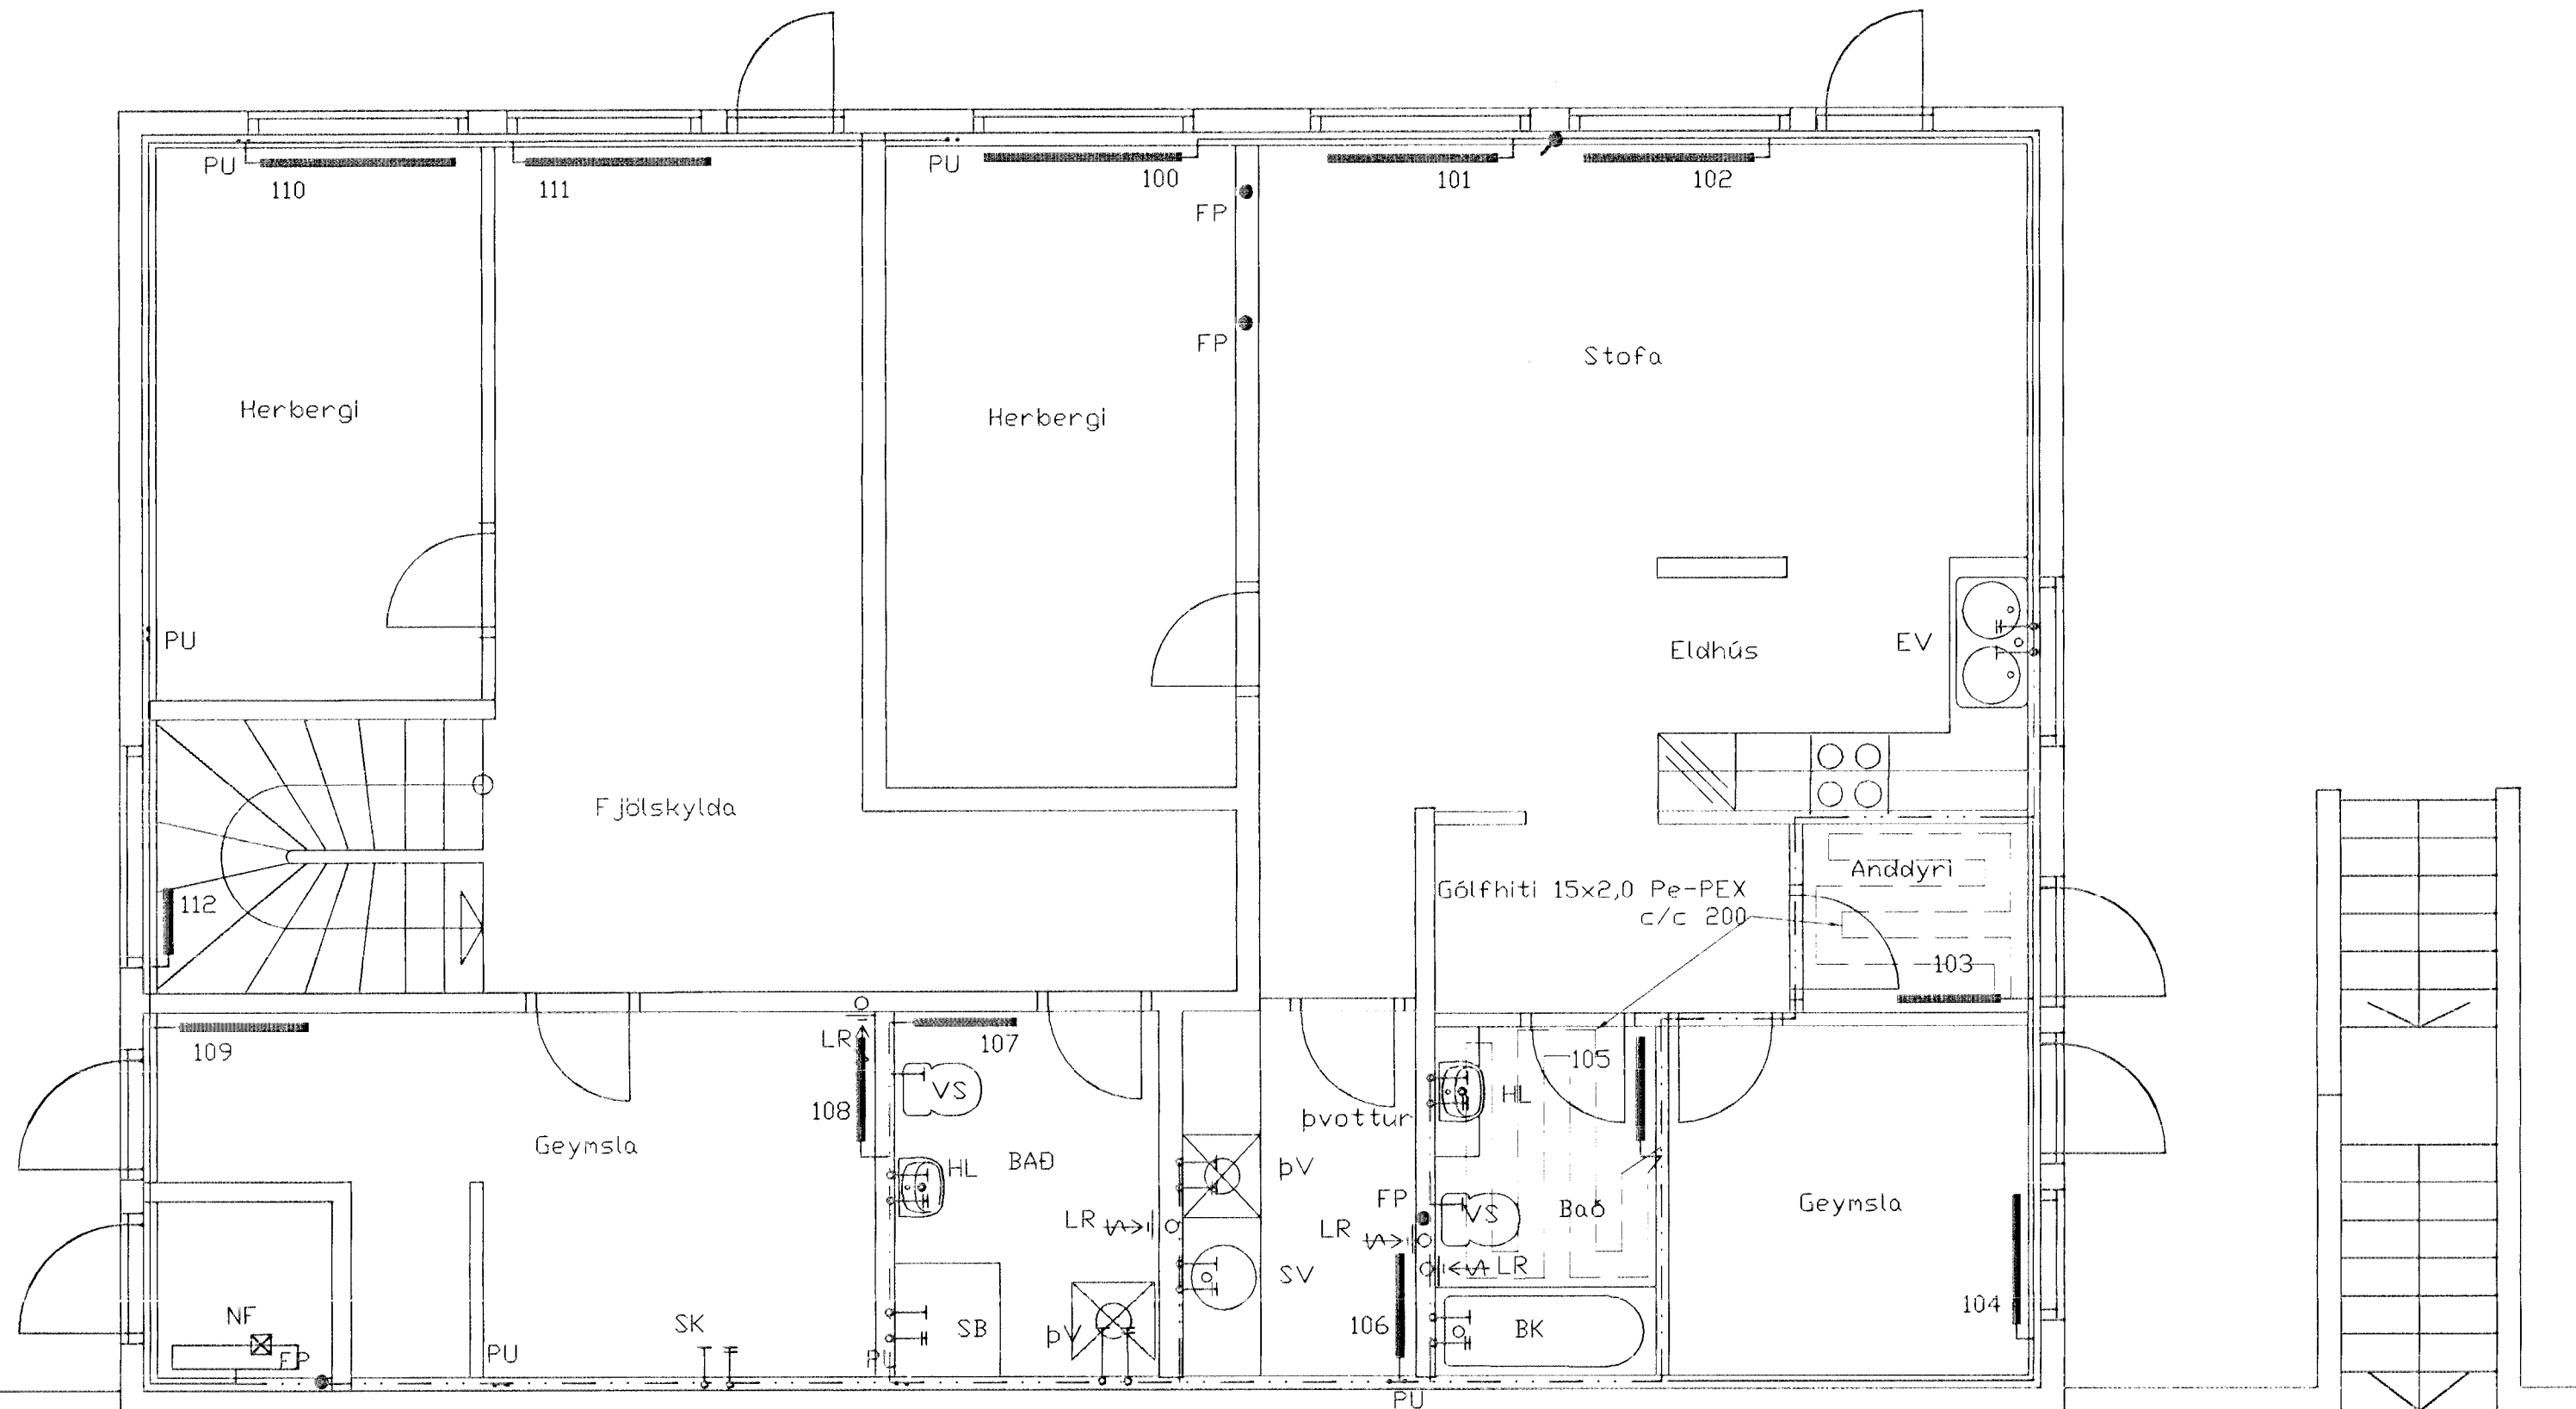 PU
110
111
PU
100
101
102
FP
FP
Stofa
Herbergi
Herbergi
PU
Eldhús
EV
Fjölskylda
Anddyri
Gólfhiti 15x2,0 Pe-PEX
c/c 200
112
103
109
LR
107
105
108
VS
þvottur
HL
Geymsla
HL
BAÐ
þV
FP
VS
Bað
Geymsla
LR
LR
LR
SV
NF
SK
SB
þV
106
BK
104
FP
PU
PU
PU